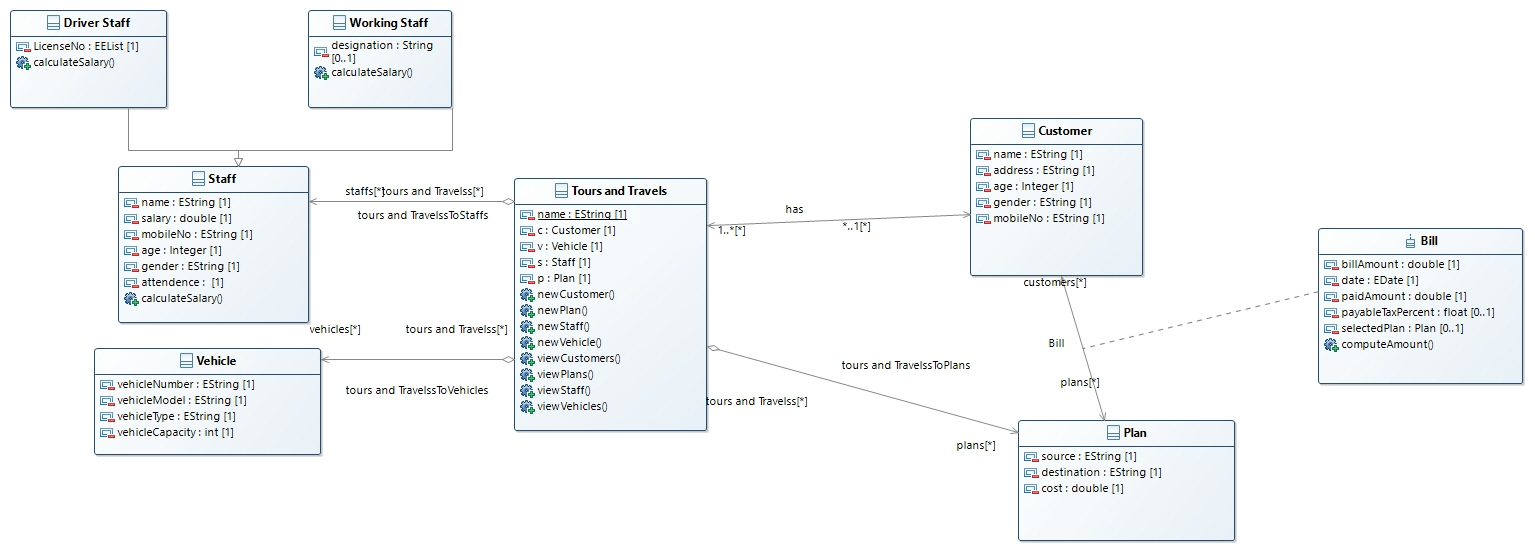 Driver Staff
LicenseNo : EEList [1]
calculateSalary()
Working Staff
designation : String
[0..1]
calculateSalary()
Staff
name : EString [1]
salary : double [1]
mobileNo : EString [1]
age : Integer [1]
gender : EString [1]
attendence :  [1]
calculateSalary()
staffs[*]
tours and Travelss[*]
tours and TravelssToStaffs
vehicles[*]
tours and Travelss[*]
tours and TravelssToVehicles
Vehicle
vehicleNumber : EString [1]
vehicleModel : EString [1]
vehicleType : EString [1]
vehicleCapacity : int [1]
Tours and Travels
name : EString [1]
c : Customer [1]
v : Vehicle [1]
s : Staff [1]
p : Plan [1]
newCustomer()
newPlan()
newStaff()
newVehicle()
viewCustomers()
viewPlans()
viewStaff()
viewVehicles()
has
1..*[*]
*..1[*]
Customer
name : EString [1]
address : EString [1]
age : Integer [1]
gender : EString [1]
mobileNo : EString [1]
customers[*]
Bill
plans[*]
tours and TravelssToPlans
tours and Travelss[*]
plans[*]
Bill
billAmount : double [1]
date : EDate [1]
paidAmount : double [1]
payableTaxPercent : float [0..1]
selectedPlan : Plan [0..1]
computeAmount()
Plan
source : EString [1]
destination : EString [1]
cost : double [1]